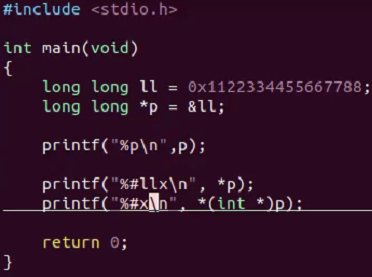 #include <stdio.h>
int main(void)
{
    long long ll = 0x1122334455667788;
    long long *p = &ll;
    printf("%p\n",p);
    printf("%#llx\n", *p);
    printf("%#x\n", *(int *)p);
    return 0;
}